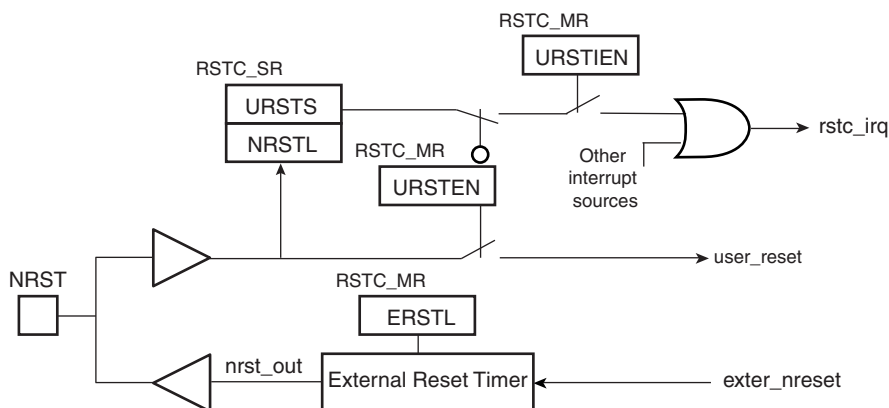 RSTC_MR
URSTIEN
RSTC_SR
URSTS
NRSTL
rstc_irq
RSTC_MR
URSTEN
Other
interrupt
sources
user_reset
NRST
RSTC_MR
ERSTL
nrst_out
External Reset Timer
exter_nreset